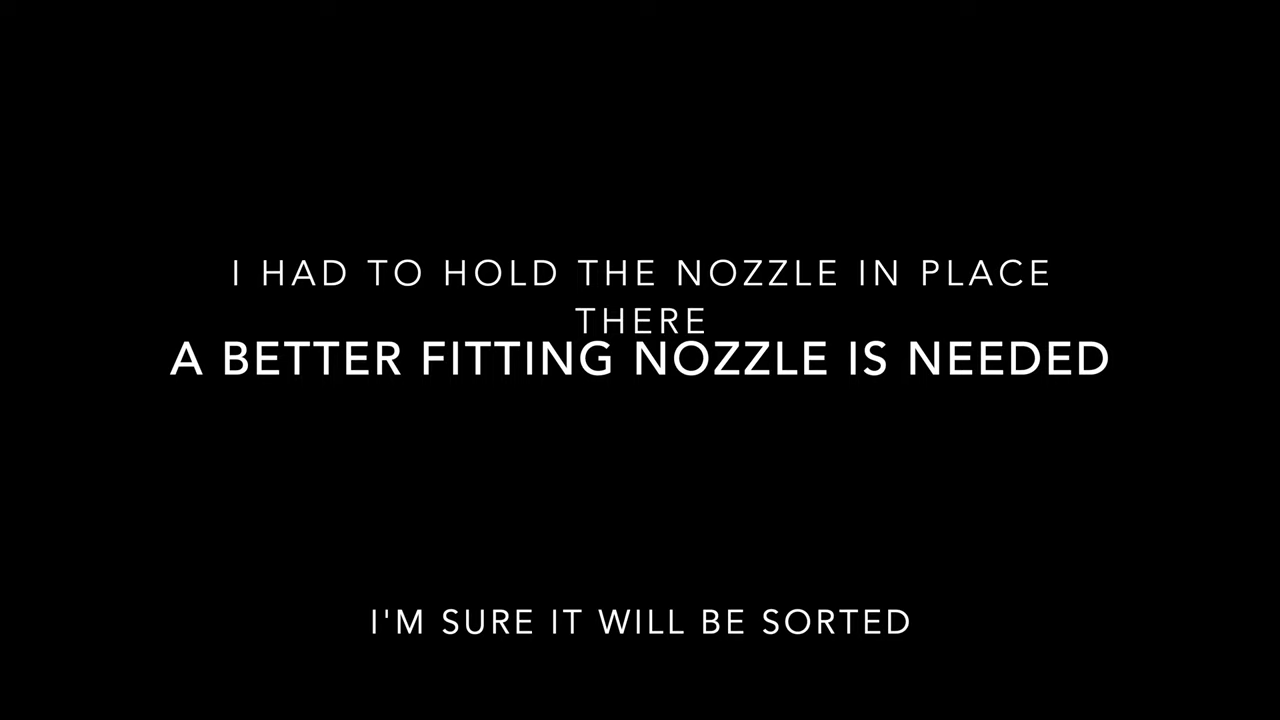 I HAD TO HOLD THE NOZZLE IN PLACE
THERE
A BETTER FITTING NOZZLE IS NEEDED
I'M SURE IT WILL BE SORTED